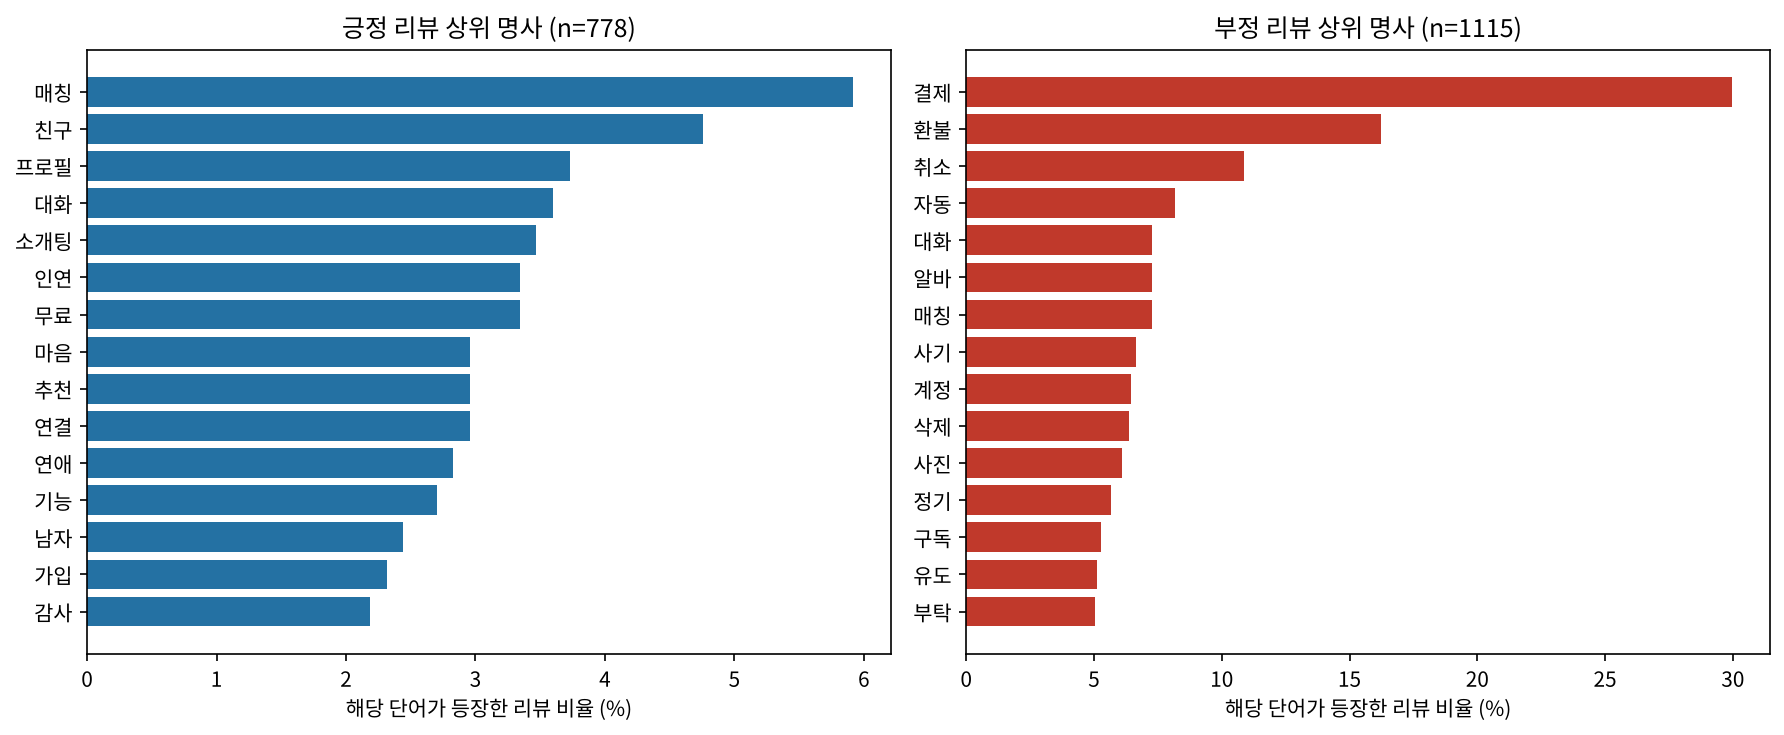 긍정 리뷰 상위 명사 (n=778)
매칭
친구
프로필
대화
소개팅
인연
무료
마음
추천
연결
연애
기능
남자
가입
감사
0 1 2 3 4 5 6
해당 단어가 등장한 리뷰 비율 (%)
부정 리뷰 상위 명사 (n=1115)
결제
환불
취소
자동
대화
알바
매칭
사기
계정
삭제
사진
정기
구독
유도
부탁
0 5 10 15 20 25 30
해당 단어가 등장한 리뷰 비율 (%)